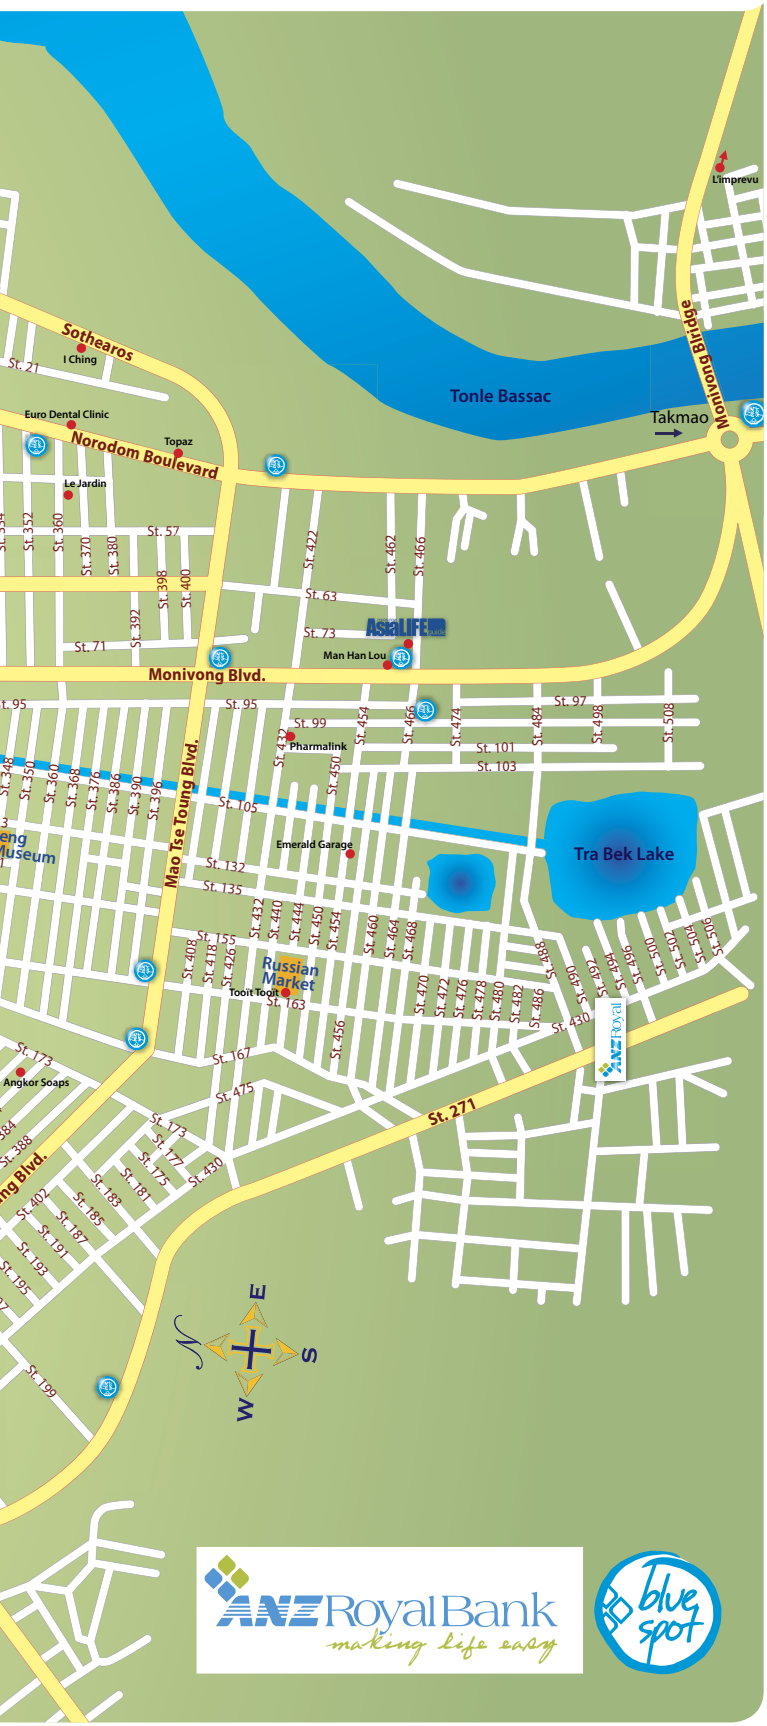 L'imprevu
Monivong Blridge
Sothearos
I Ching
St. 21
Tonle Bassac
Takmao
Euro Dental Clinic
Norodom Boulevard
Topaz
Le Jardin
St. 352
St. 360
St. 370
St. 380
St. 57
St. 392
St. 398
St. 400
St. 422
St. 462
St. 466
St. 63
St. 73
AsiaLIFE
St. 71
Man Han Lou
Monivong Blvd.
t. 95
St. 95
St. 97
St. 99
St. 432
Pharmalink
St. 454
St. 466
St. 474
St. 484
St. 498
St. 508
St. 101
St. 103
St. 450
St. 348
St. 350
St. 360
St. 368
St. 376
St. 386
St. 390
St. 396
Mao Tse Toung Blvd.
St. 105
3
eng
Museum
1
Emerald Garage
Tra Bek Lake
St. 132
St. 135
St. 155
St. 408
St. 418
St. 426
St. 432
St. 440
St. 444
St. 450
St. 454
St. 460
St. 464
St. 468
St. 488
St. 490
St. 492
St. 494
St. 496
St. 500
St. 502
St. 504
St. 506
Russian
Market
Tooit Tooit
St. 163
St. 456
St. 470
St. 472
St. 476
St. 478
St. 480
St. 482
St. 486
St. 430
ANZ Royal
St. 173
Angkor Soaps
St. 167
St. 475
St. 271
384
St. 388
St. 173
St. 177
St. 175
St. 181
St. 183
St. 430
ng Blvd.
St. 402
St. 185
St. 187
St. 191
St. 193
St. 195
St. 199
E
N
S
W
ANZ Royal Bank
making life easy
blue
spot